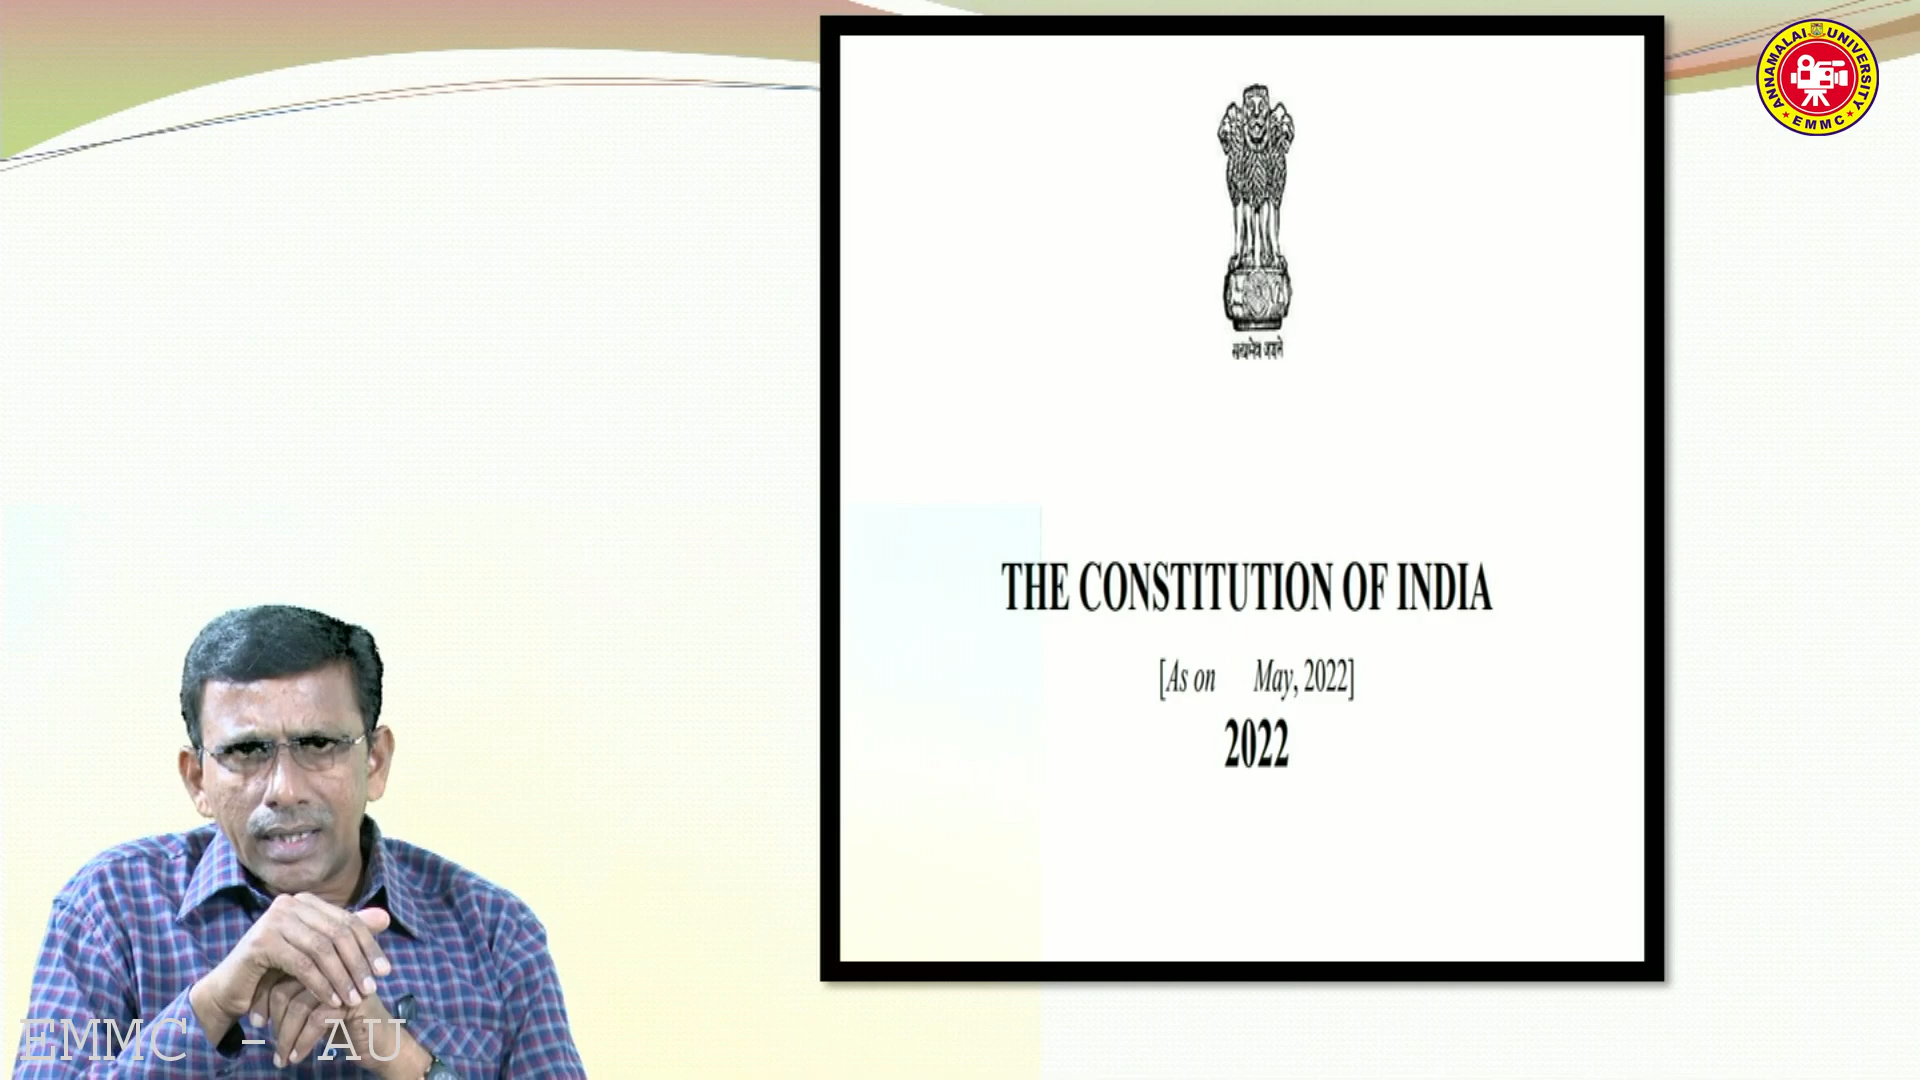 ANNAMALAI UNIVERSITY
EMMC
सत्यमेव जयते
THE CONSTITUTION OF INDIA
[As on May, 2022]
2022
EMMC - AU